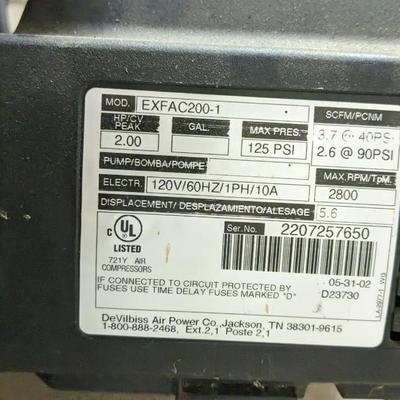 MOD. EXFAC200-1 SCFM/PCNM
HP/CV PEAK GAL. MAX PRES. 3.7 @ 40PSI
2.00 125 PSI 2.6 @ 90PSI
PUMP/BOMBA/POMPE MAX.RPM/TpM.
ELECTR. 120V/60HZ/1PH/10A 2800
DISPLACEMENT/ DESPLAZAMIENTO/ALESAGE 5.6
Ser.No. 2207257650
C UL
LISTED
721Y AIR
COMPRESSORS
IF CONNECTED TO CIRCUIT PROTECTED BY 05-31-02
FUSES USE TIME DELAY FUSES MARKED "D" D23730
DeVilbiss Air Power Co., Jackson, TN 38301-9615
1-800-888-2468, Ext.2,1 Poste 2,1